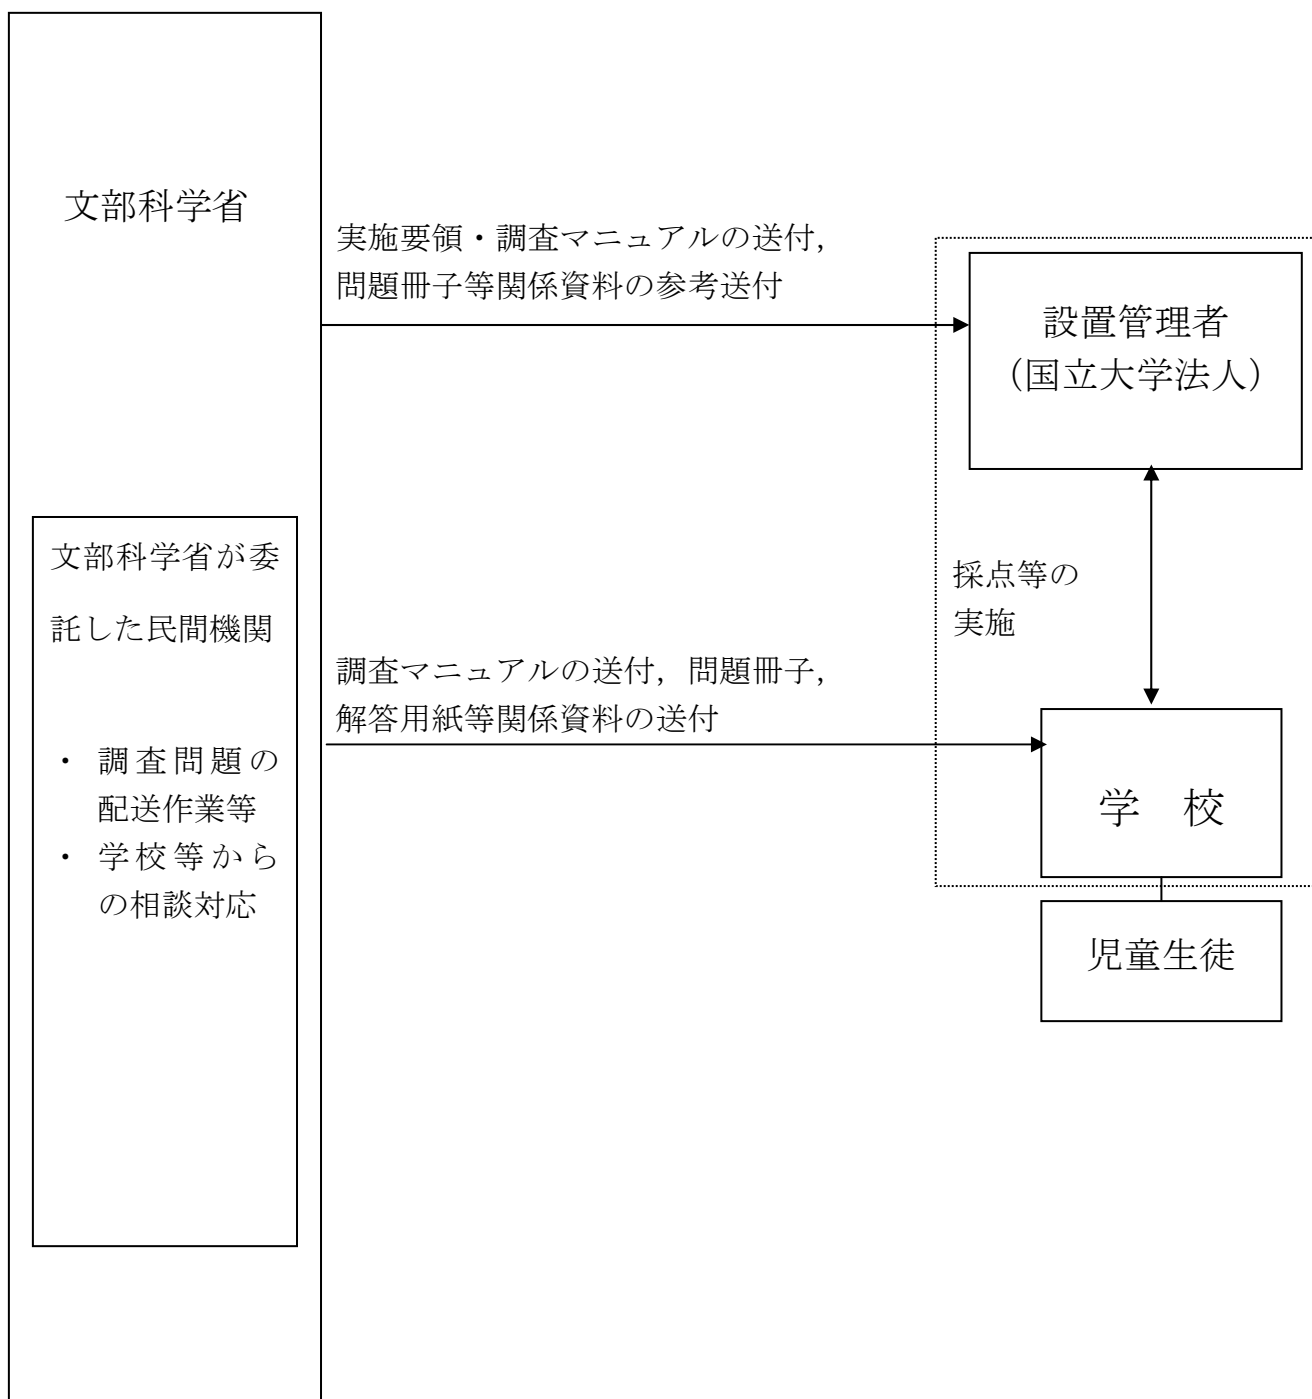 文部科学省
実施要領・調査マニュアルの送付，
問題冊子等関係資料の参考送付
設置管理者
（国立大学法人）
文部科学省が委
託した民間機関
・ 調査問題の
配送作業等
・ 学校等から
の相談対応
採点等の
実施
調査マニュアルの送付，問題冊子，
解答用紙等関係資料の送付
学　校
児童生徒